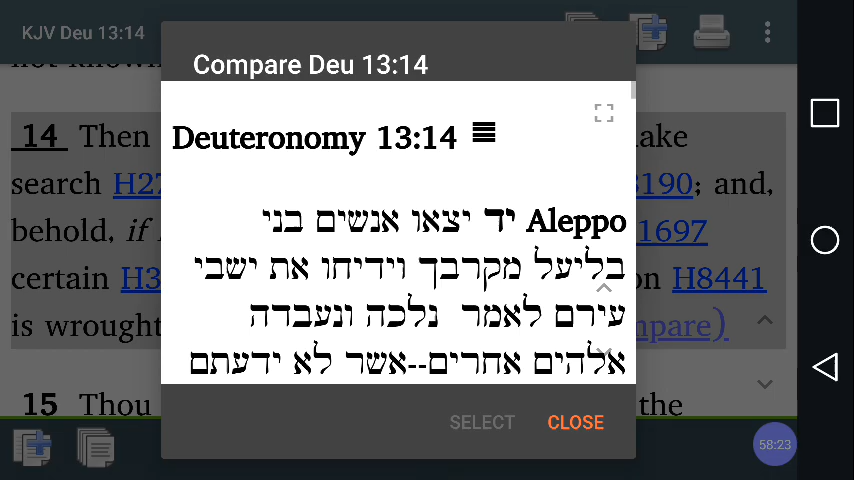 KJV Deu 13:14
Compare Deu 13:14
Deuteronomy 13:14
Aleppo יד יצאו אנשים בני
בליעל מקרבך וידיחו את ישבי
עירם לאמר נלכה ונעבדה
אלהים אחרים--אשר לא ידעתם
14 Then
search H27
8190; and,
behold, if
1697
certain H3
on H8441
is wrought
mpare)
15 Thou
the
SELECT CLOSE
58:23